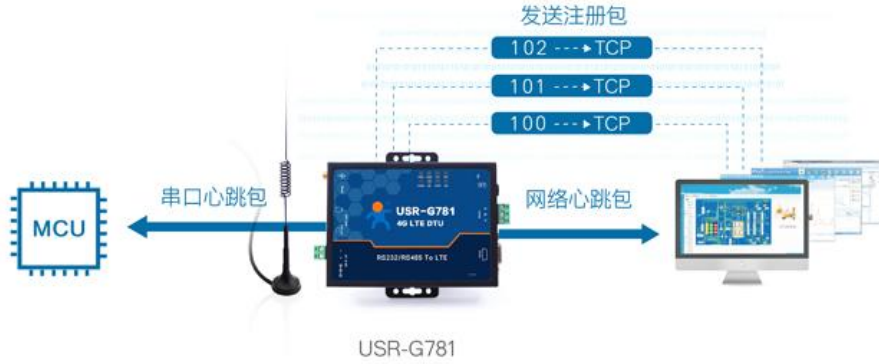 发送注册包
102 ----▸TCP
101 ----▸TCP
100 ----▸TCP
串口心跳包
网络心跳包
MCU
USR-G781
4G LTE DTU
RS232/RS485 To LTE
USR-G781